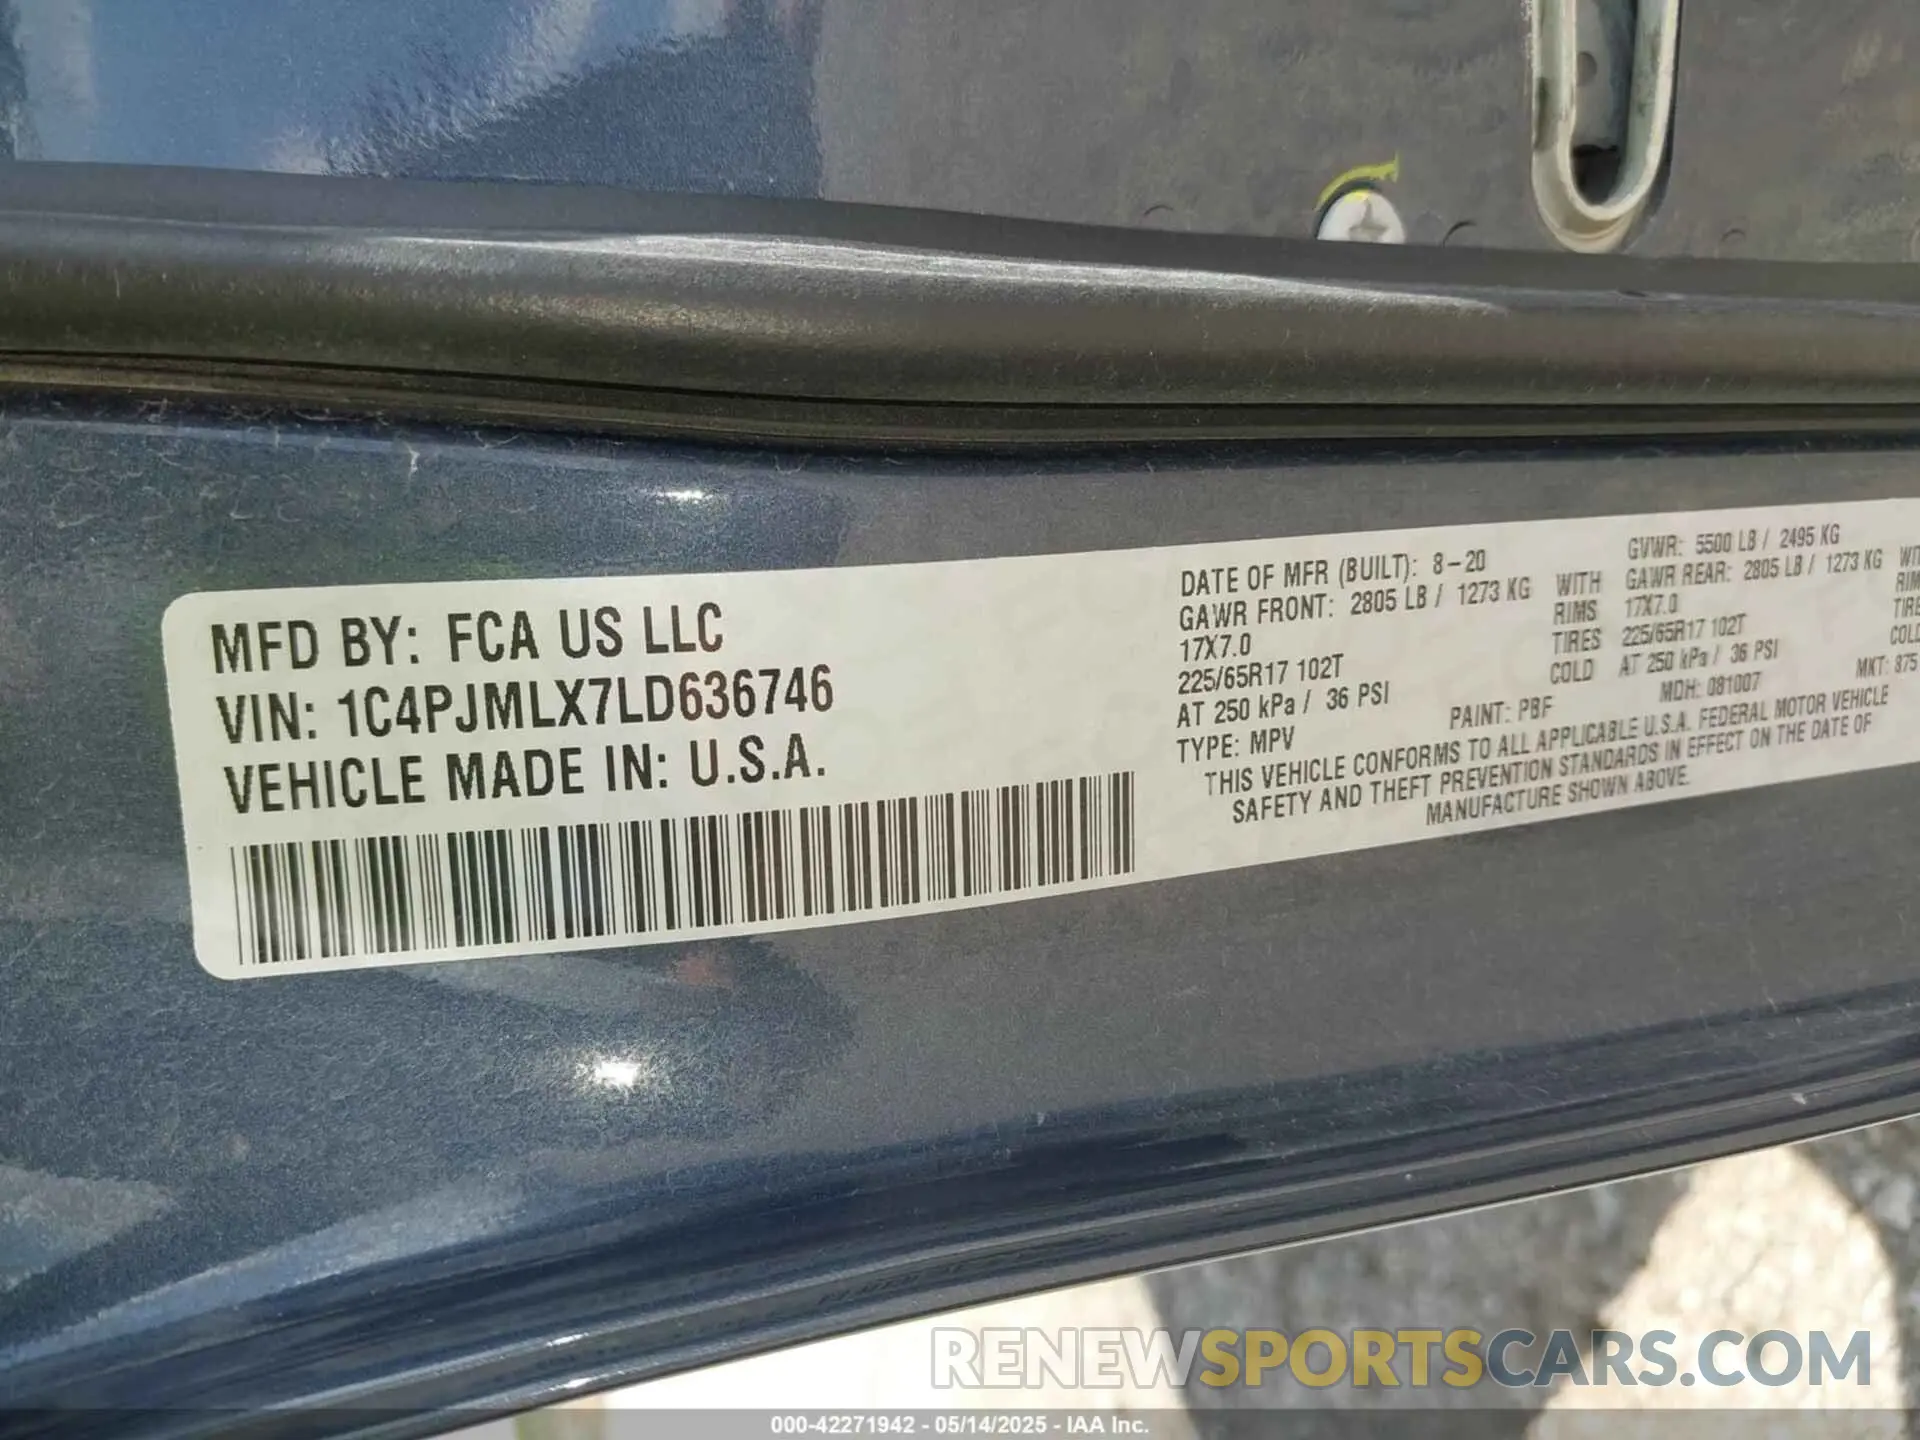 MFD BY: FCA US LLC
VIN: 1C4PJMLX7LD636746
VEHICLE MADE IN: U.S.A.
DATE OF MFR (BUILT): 8-20
GVWR: 5500 LB / 2495 KG
GAWR FRONT: 2805 LB / 1273 KG
WITH
GAWR REAR: 2805 LB / 1273 KG
17X7.0
RIMS
17X7.0
225/65R17 102T
TIRES
225/65R17 102T
AT 250 kPa / 36 PSI
COLD
AT 250 kPa / 36 PSI
TYPE: MPV
PAINT: PBF
MDH: 081007
MKT: 875
THIS VEHICLE CONFORMS TO ALL APPLICABLE U.S.A. FEDERAL MOTOR VEHICLE
SAFETY AND THEFT PREVENTION STANDARDS IN EFFECT ON THE DATE OF
MANUFACTURE SHOWN ABOVE.
RENEWSPORTSCARS.COM
000-42271942 - 05/14/2025 - IAA Inc.